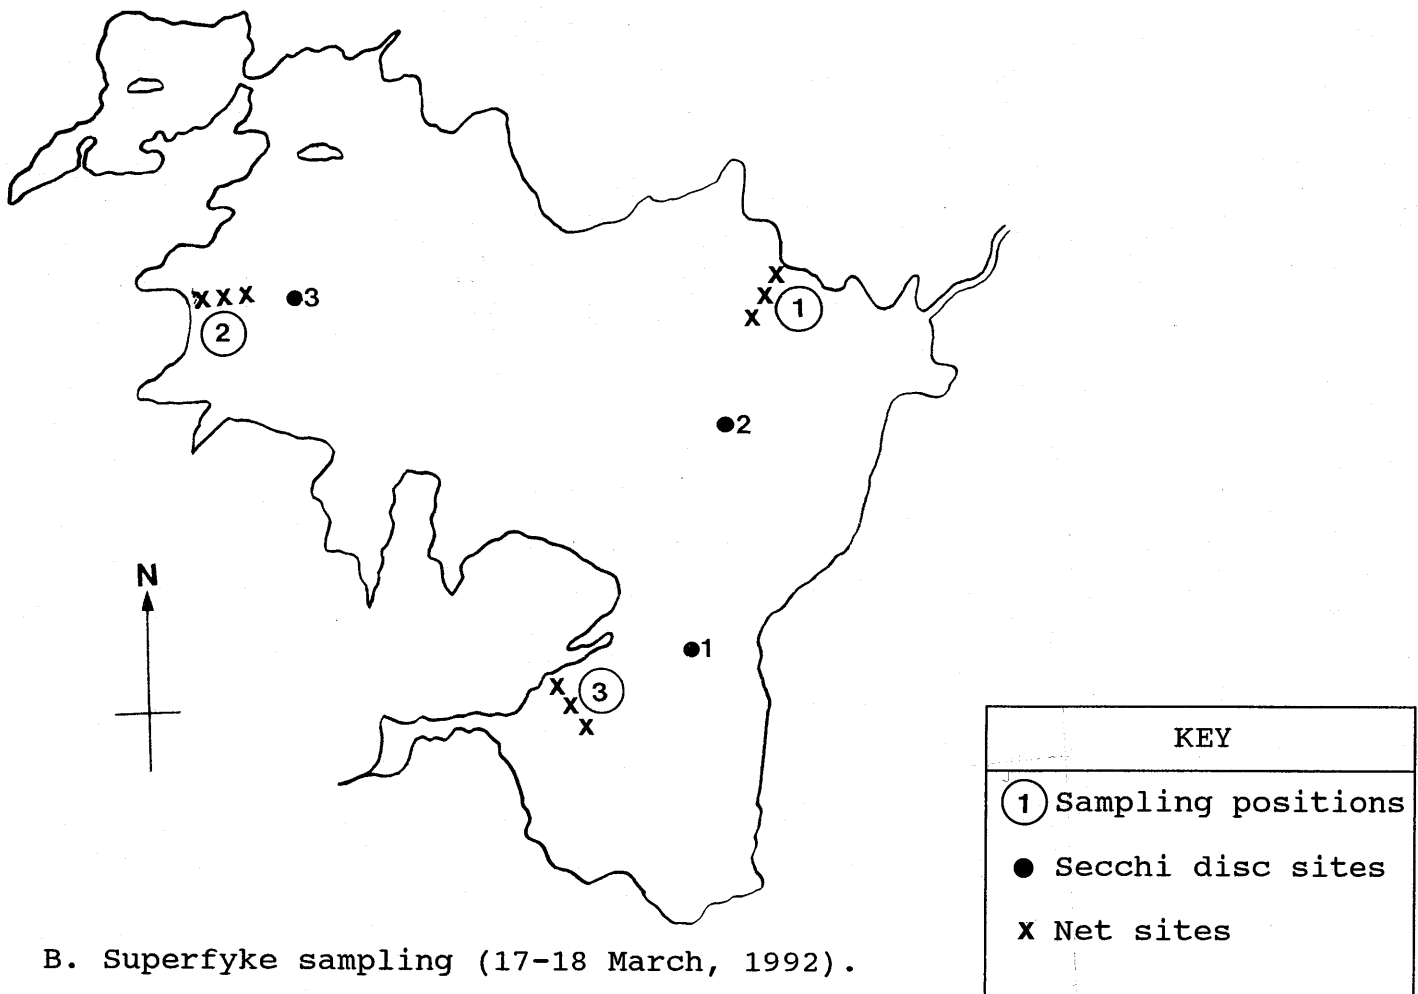 3
1
2
2
N
1
3
KEY
1 Sampling positions
Secchi disc sites
x Net sites
B. Superfyke sampling (17-18 March, 1992).